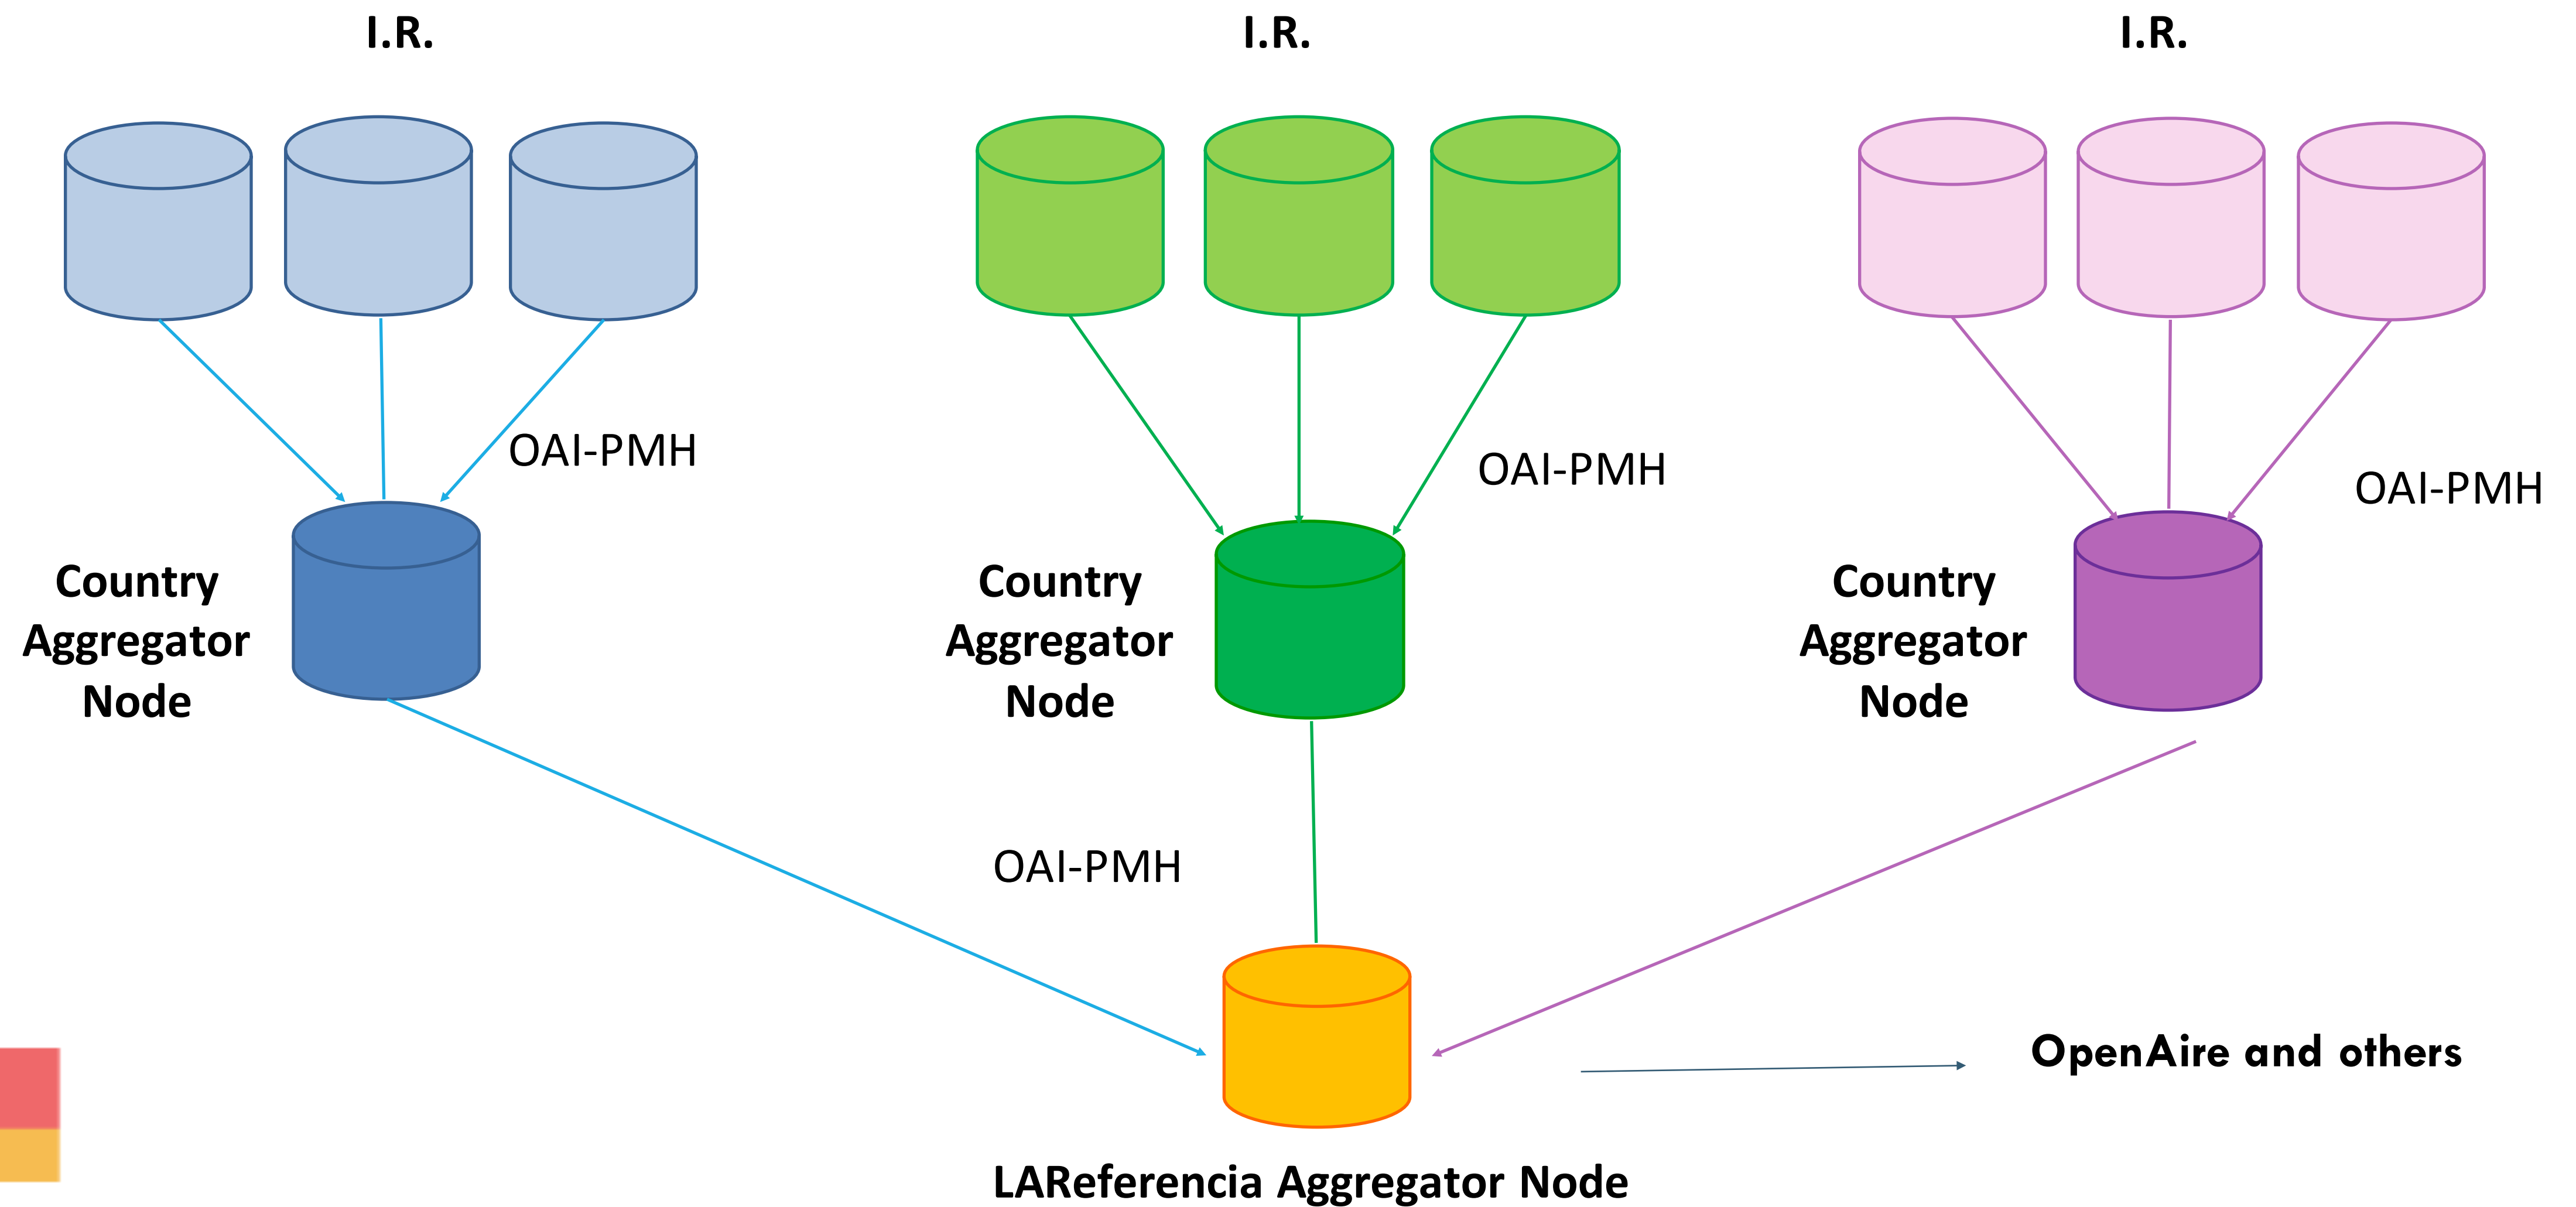 I.R.
I.R.
I.R.
OAI-PMH
OAI-PMH
OAI-PMH
Country
Aggregator
Node
Country
Aggregator
Node
Country
Aggregator
Node
OAI-PMH
OpenAire and others
LAReferencia Aggregator Node